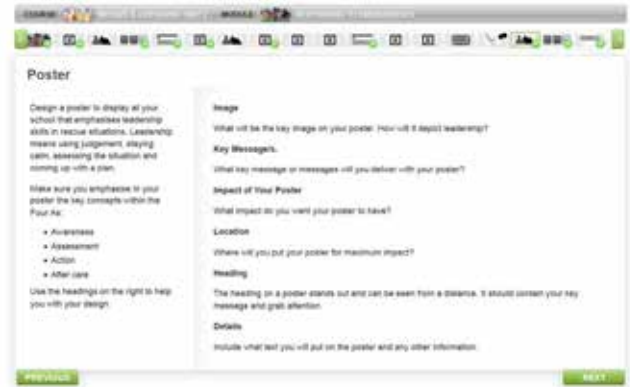 COURSE:
MODULE:
Poster
Design a poster to display at your
school that emphasises leadership
skills in rescue situations. Leadership
means using judgement, staying
calm, assessing the situation and
coming up with a plan.
Make sure you emphasise in your
poster the key concepts within the
Four As:
• Awareness
• Assessment
• Action
• After care
Use the headings on the right to help
you with your design.
Image
What will be the key image on your poster. How will it depict leadership?
Key Message/s.
What key message or messages will you deliver with your poster?
Impact of Your Poster
What impact do you want your poster to have?
Location
Where will you put your poster for maximum impact?
Heading
The heading on a poster stands out and can be seen from a distance. It should contain your key
message and grab attention.
Details
Include what text you will put on the poster and any other information.
PREVIOUS
NEXT